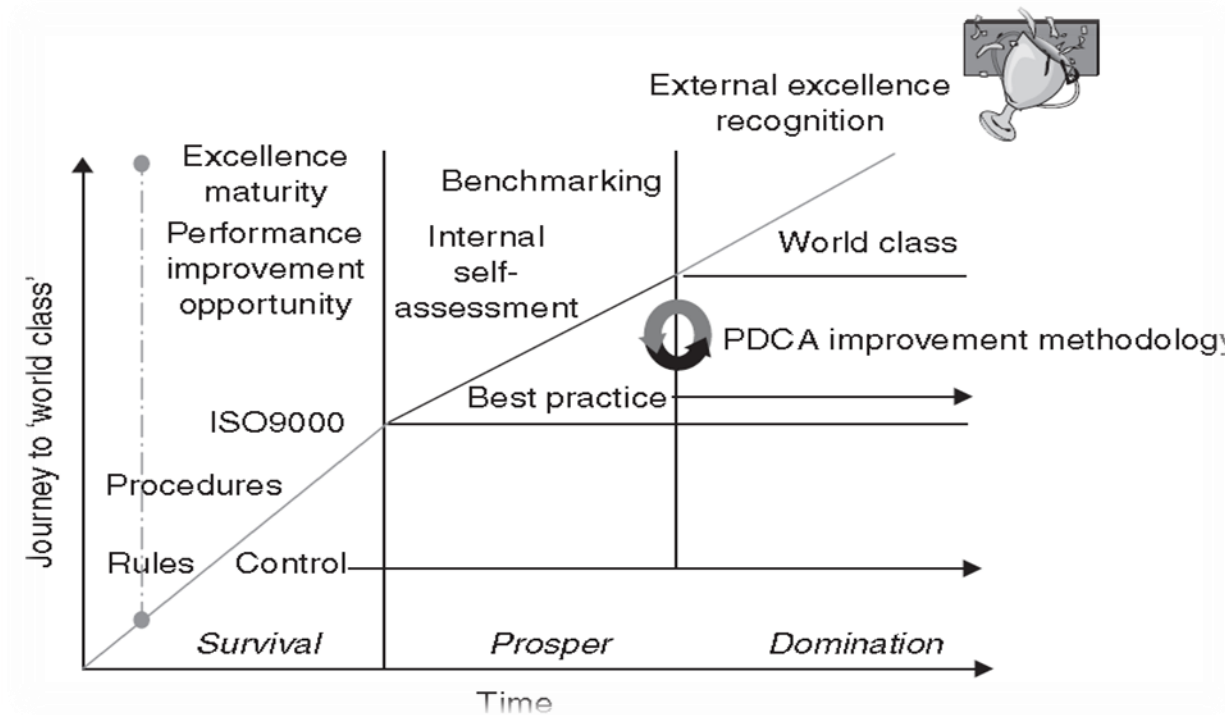 External excellence
recognition
Excellence
maturity
Benchmarking
Performance
improvement
opportunity
Internal
self-
assessment
World class
PDCA improvement methodology
Best practice
ISO9000
Procedures
Rules
Control
Journey to ‘world class’
Survival
Prosper
Domination
Time